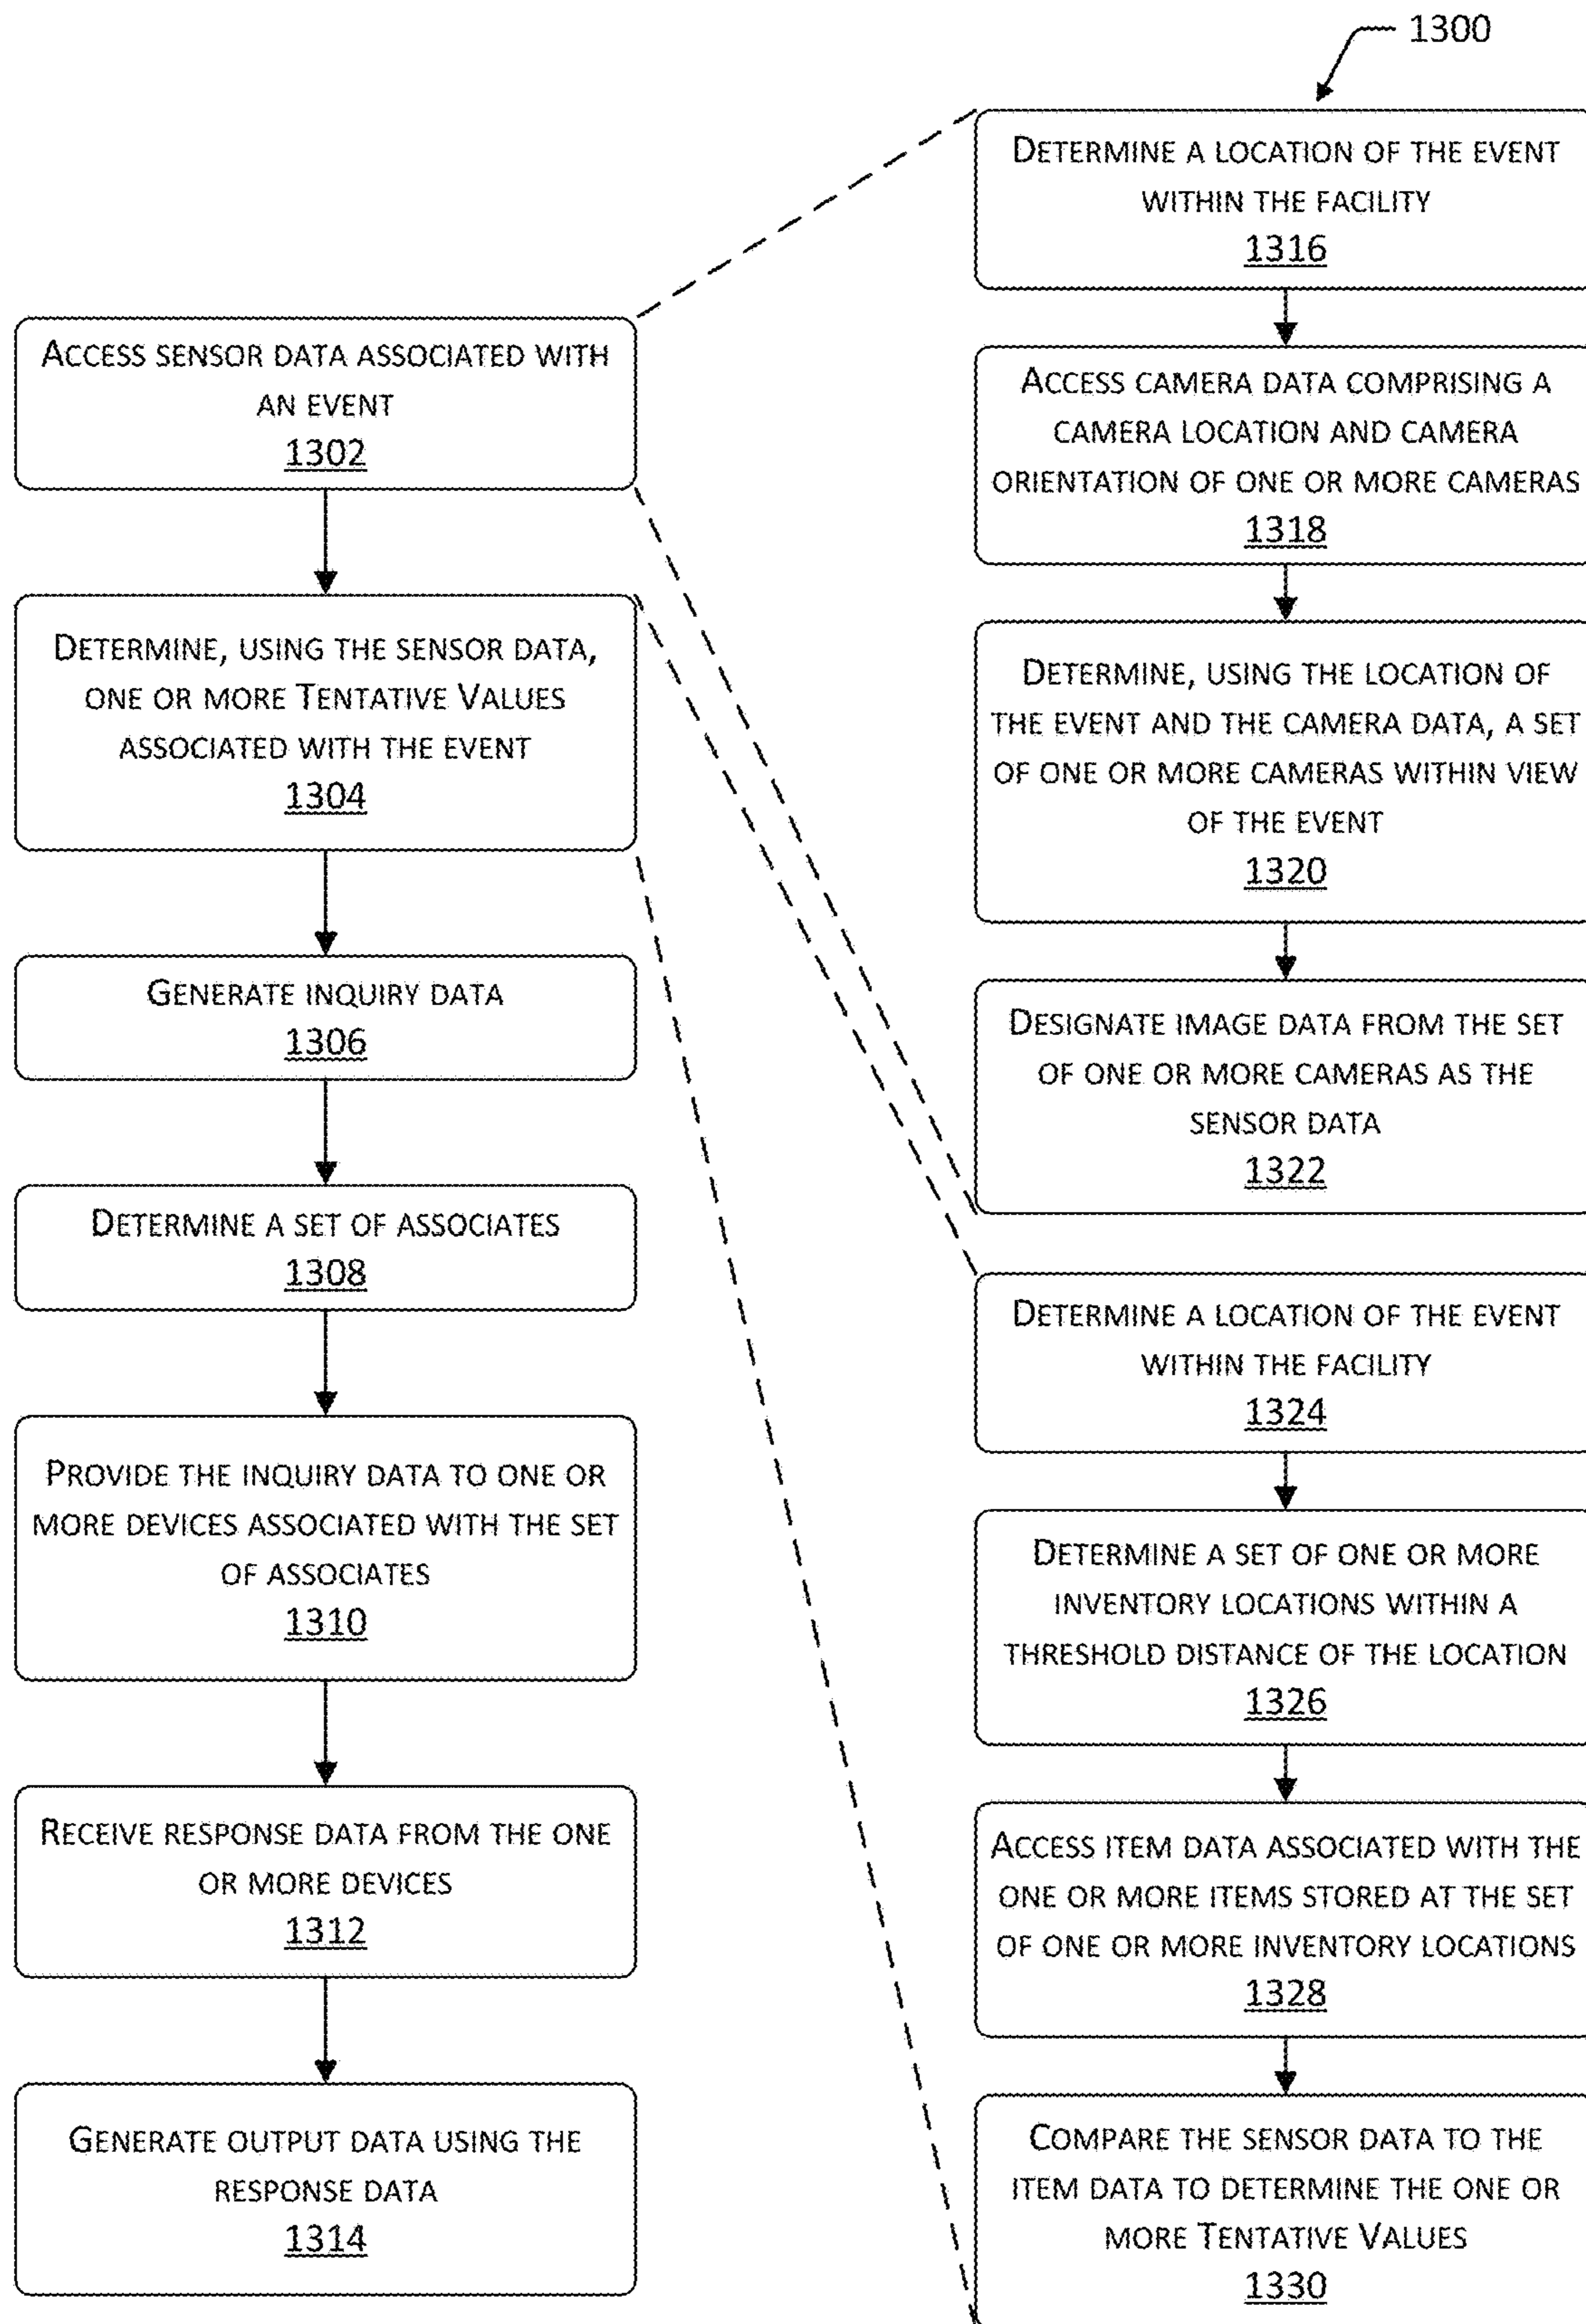 1300
ACCESS SENSOR DATA ASSOCIATED WITH
AN EVENT
1302
DETERMINE, USING THE SENSOR DATA,
ONE OR MORE TENTATIVE VALUES
ASSOCIATED WITH THE EVENT
1304
GENERATE INQUIRY DATA
1306
DETERMINE A SET OF ASSOCIATES
1308
PROVIDE THE INQUIRY DATA TO ONE OR
MORE DEVICES ASSOCIATED WITH THE SET
OF ASSOCIATES
1310
RECEIVE RESPONSE DATA FROM THE ONE
OR MORE DEVICES
1312
GENERATE OUTPUT DATA USING THE
RESPONSE DATA
1314
DETERMINE A LOCATION OF THE EVENT
WITHIN THE FACILITY
1316
ACCESS CAMERA DATA COMPRISING A
CAMERA LOCATION AND CAMERA
ORIENTATION OF ONE OR MORE CAMERAS
1318
DETERMINE, USING THE LOCATION OF
THE EVENT AND THE CAMERA DATA, A SET
OF ONE OR MORE CAMERAS WITHIN VIEW
OF THE EVENT
1320
DESIGNATE IMAGE DATA FROM THE SET
OF ONE OR MORE CAMERAS AS THE
SENSOR DATA
1322
DETERMINE A LOCATION OF THE EVENT
WITHIN THE FACILITY
1324
DETERMINE A SET OF ONE OR MORE
INVENTORY LOCATIONS WITHIN A
THRESHOLD DISTANCE OF THE LOCATION
1326
ACCESS ITEM DATA ASSOCIATED WITH THE
ONE OR MORE ITEMS STORED AT THE SET
OF ONE OR MORE INVENTORY LOCATIONS
1328
COMPARE THE SENSOR DATA TO THE
ITEM DATA TO DETERMINE THE ONE OR
MORE TENTATIVE VALUES
1330